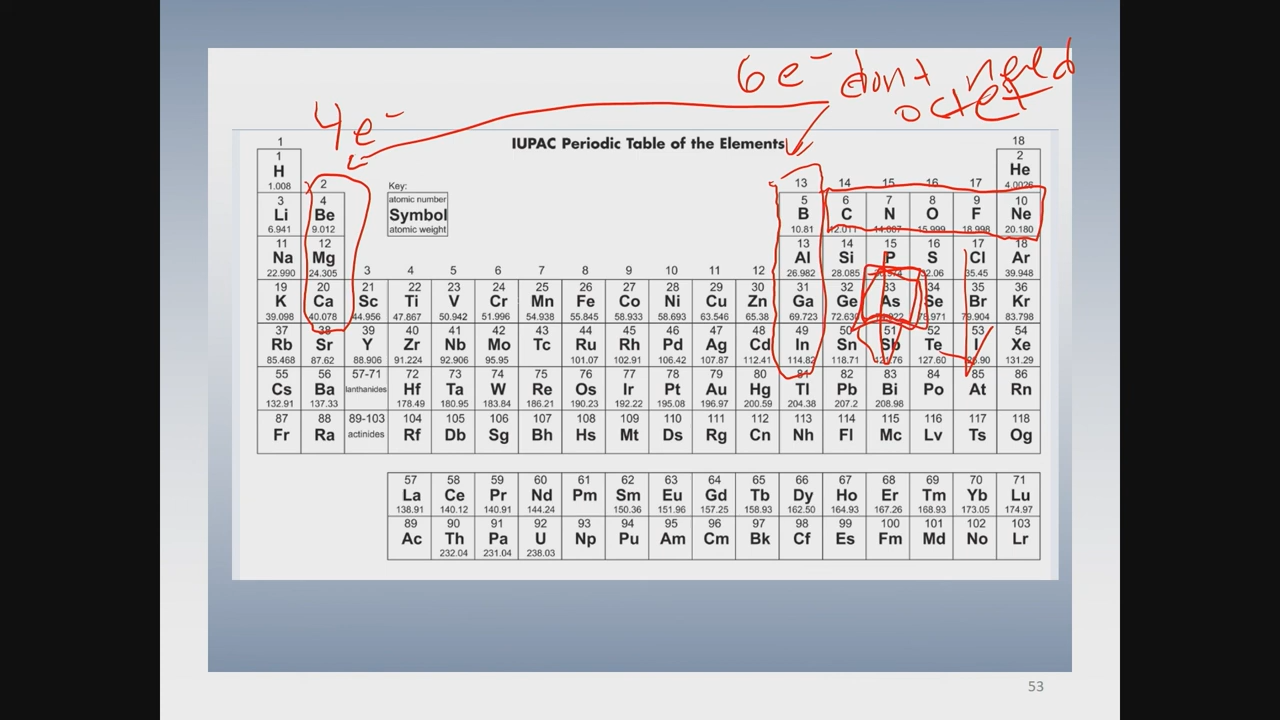 6e⁻ dont need
octet
4e⁻
IUPAC Periodic Table of the Elements
1 18
1 2
H 2 Key: 13 14 15 16 17 He
1.008 atomic number 4.0026
3 4 Symbol 5 6 7 8 9 10
Li Be atomic weight B C N O F Ne
6.941 9.012 10.81 12.011 14.007 15.999 18.998 20.180
11 12 13 14 15 16 17 18
Na Mg Al Si P S Cl Ar
22.990 24.305 3 4 5 6 7 8 9 10 11 12 26.982 28.085 32.06 35.45 39.948
19 20 21 22 23 24 25 26 27 28 29 30 31 32 33 34 35 36
K Ca Sc Ti V Cr Mn Fe Co Ni Cu Zn Ga Ge As Se Br Kr
39.098 40.078 44.956 47.867 50.942 51.996 54.938 55.845 58.933 58.693 63.546 65.38 69.723 78.971 79.904 83.798
37 38 39 40 41 42 43 44 45 46 47 48 49 50 51 52 53 54
Rb Sr Y Zr Nb Mo Tc Ru Rh Pd Ag Cd In Sn Sb Te I Xe
85.468 87.62 88.906 91.224 92.906 95.95 101.07 102.91 106.42 107.87 112.41 114.82 118.71 127.60 131.29
55 56 57-71 72 73 74 75 76 77 78 79 80 81 82 83 84 85 86
Cs Ba lanthanides Hf Ta W Re Os Ir Pt Au Hg Tl Pb Bi Po At Rn
132.91 137.33 178.49 180.95 183.84 186.21 190.23 192.22 195.08 196.97 200.59 204.38 207.2 208.98
87 88 89-103 104 105 106 107 108 109 110 111 112 113 114 115 116 117 118
Fr Ra actinides Rf Db Sg Bh Hs Mt Ds Rg Cn Nh Fl Mc Lv Ts Og
57 58 59 60 61 62 63 64 65 66 67 68 69 70 71
La Ce Pr Nd Pm Sm Eu Gd Tb Dy Ho Er Tm Yb Lu
138.91 140.12 140.91 144.24 150.36 151.96 157.25 158.93 162.50 164.93 167.26 168.93 173.05 174.97
89 90 91 92 93 94 95 96 97 98 99 100 101 102 103
Ac Th Pa U Np Pu Am Cm Bk Cf Es Fm Md No Lr
232.04 231.04 238.03
53